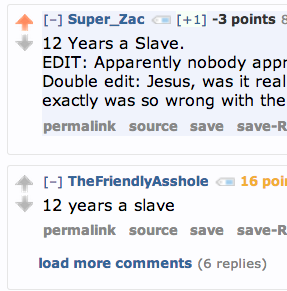 [–] Super_Zac [+1] -3 points 8
12 Years a Slave.
EDIT: Apparently nobody appr
Double edit: Jesus, was it real
exactly was so wrong with the
permalink source save save-R
[–] TheFriendlyAsshole 16 poi
12 years a slave
permalink source save save-R
load more comments (6 replies)